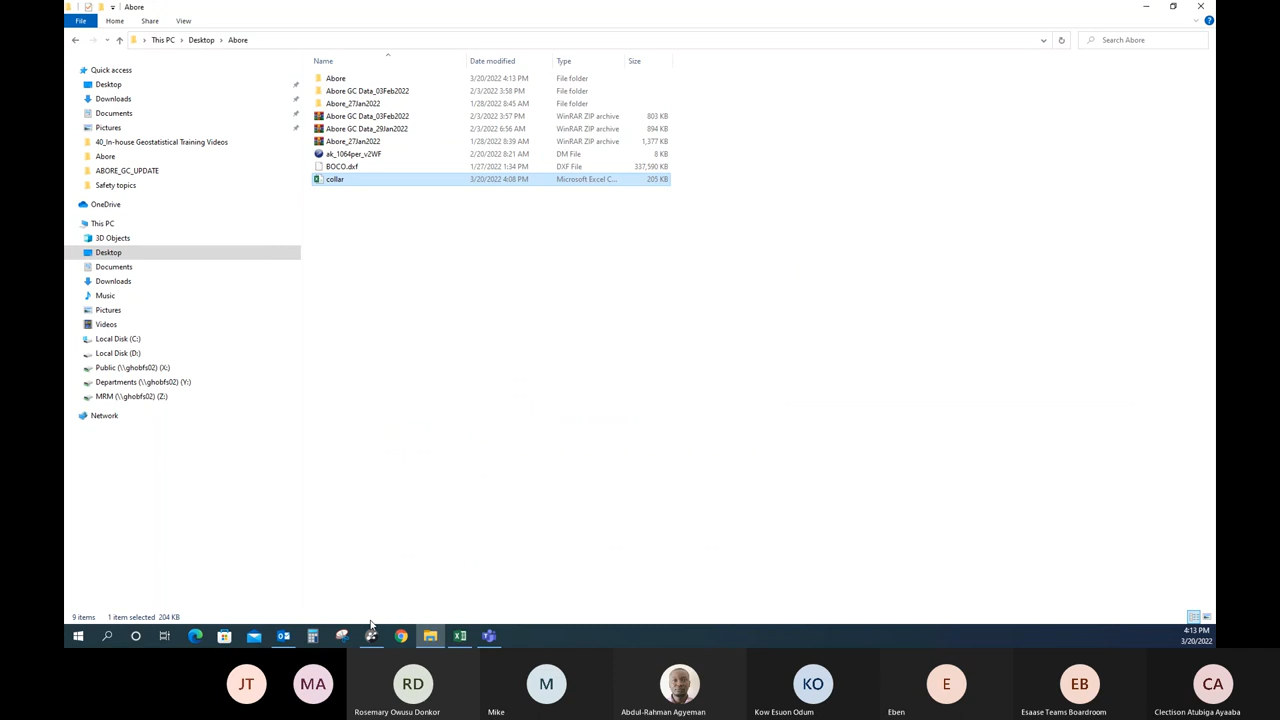 Abore
File
Home
Share
View
This PC
Desktop
Abore
Search Abore
Name
Date modified
Type
Size
Quick access
Desktop
Downloads
Documents
Pictures
40_In-house Geostatistical Training Videos
Abore
ABORE_GC_UPDATE
Safety topics
OneDrive
This PC
3D Objects
Desktop
Documents
Downloads
Music
Pictures
Videos
Local Disk (C:)
Local Disk (D:)
Public (\\ghobfs02) (X:)
Departments (\\ghobfs02) (Y:)
MRM (\\ghobfs02) (Z:)
Network
Abore 3/20/2022 4:13 PM File folder
Abore GC Data_03Feb2022 2/3/2022 3:58 PM File folder
Abore_27Jan2022 1/28/2022 8:45 AM File folder
Abore GC Data_03Feb2022 2/3/2022 3:57 PM WinRAR ZIP archive 803 KB
Abore GC Data_29Jan2022 2/3/2022 6:56 AM WinRAR ZIP archive 894 KB
Abore_27Jan2022 1/28/2022 8:39 AM WinRAR ZIP archive 1,377 KB
ak_1064per_v2WF 2/20/2022 8:21 AM DM File 8 KB
BOCO.dxf 1/27/2022 1:34 PM DXF File 337,590 KB
collar 3/20/2022 4:08 PM Microsoft Excel C... 205 KB
9 items 1 item selected 204 KB
4:13 PM
3/20/2022
JT
MA
RD
M
KO
E
EB
CA
Rosemary Owusu Donkor
Mike
Abdul-Rahman Agyeman
Kow Esuon Odum
Eben
Esaase Teams Boardroom
Clectison Atubiga Ayaaba